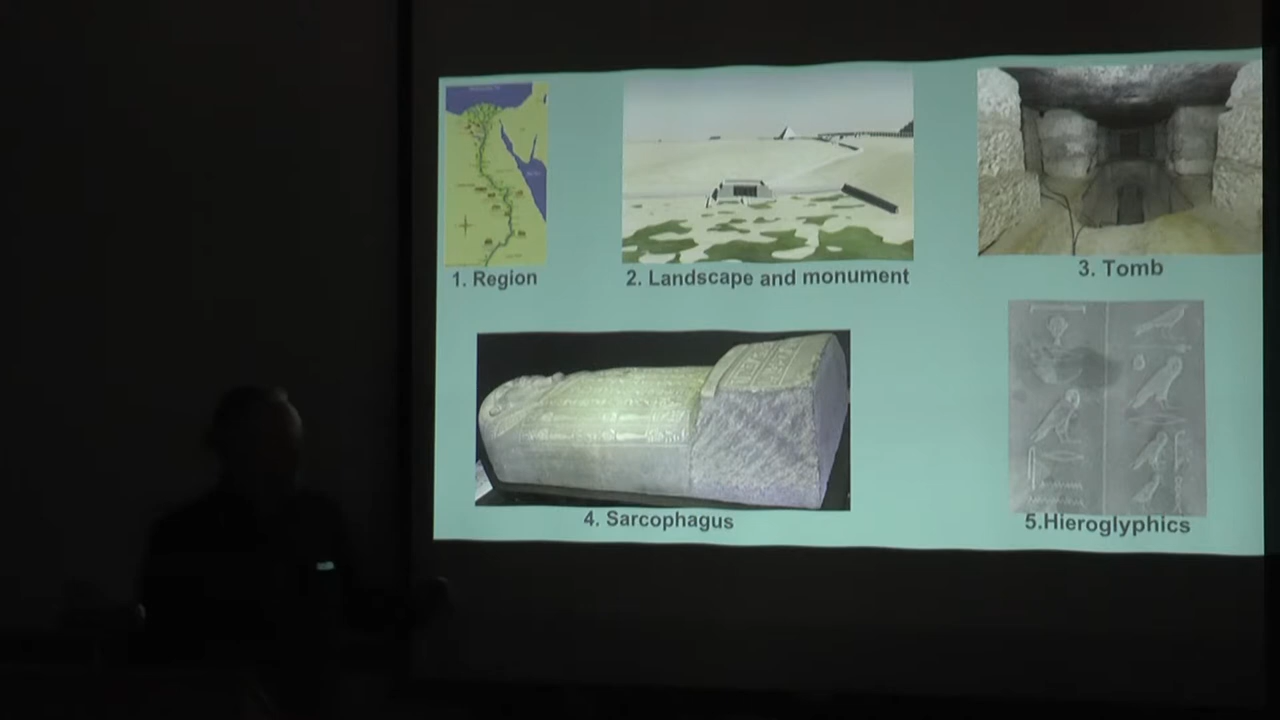 1. Region
2. Landscape and monument
3. Tomb
4. Sarcophagus
5.Hieroglyphics